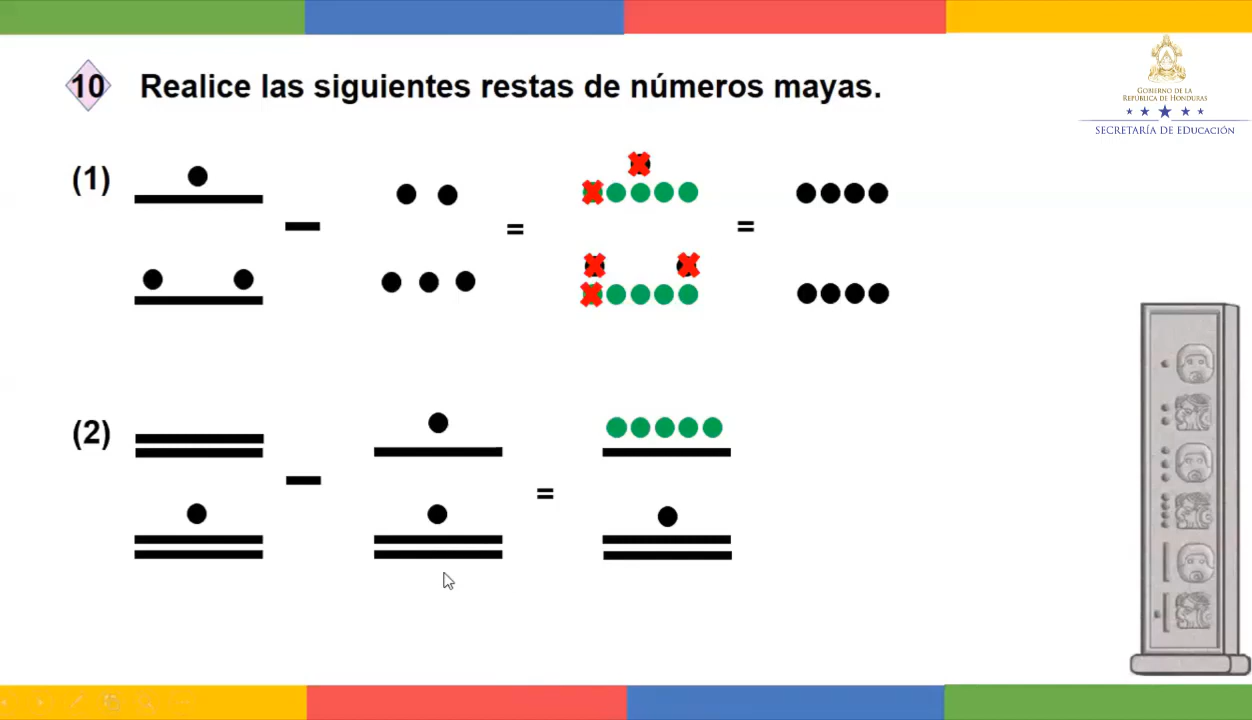 10 Realice las siguientes restas de números mayas.
GOBIERNO DE LA
REPÚBLICA DE HONDURAS
SECRETARÍA DE EDUCACIÓN
(1)
= =
(2)
=